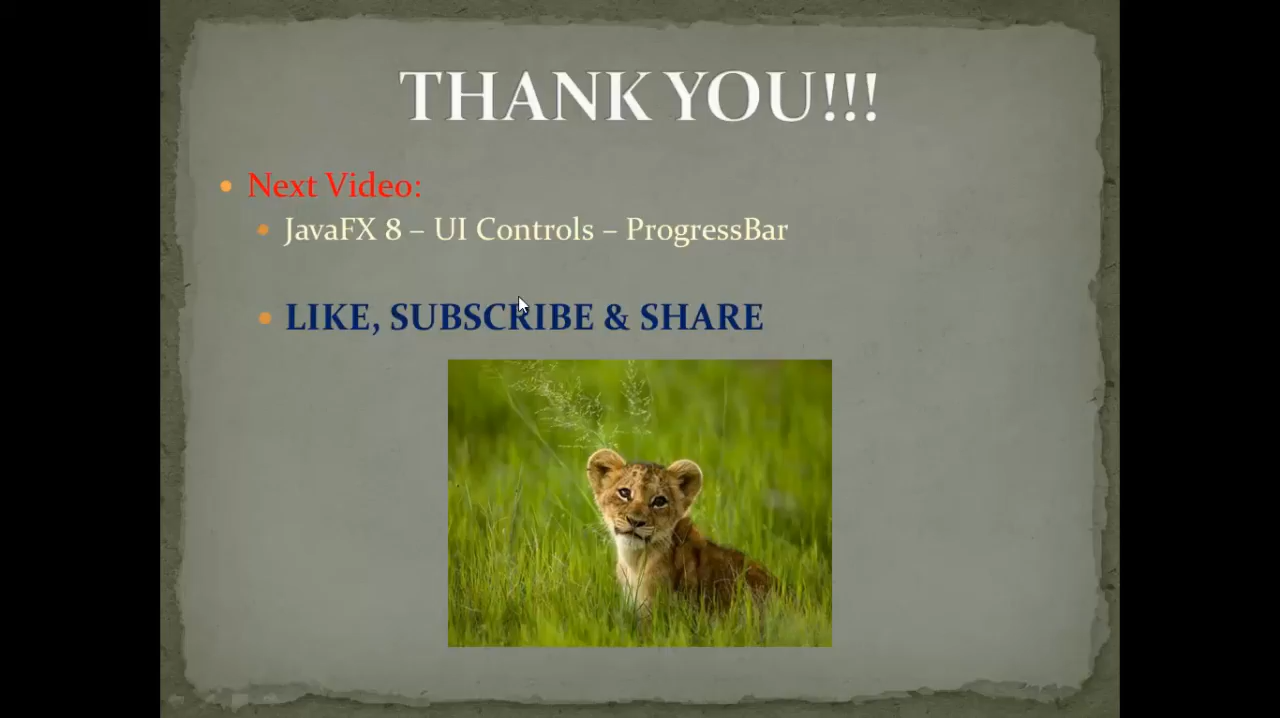 THANK YOU!!!
Next Video:
JavaFX 8 – UI Controls – ProgressBar
LIKE, SUBSCRIBE & SHARE